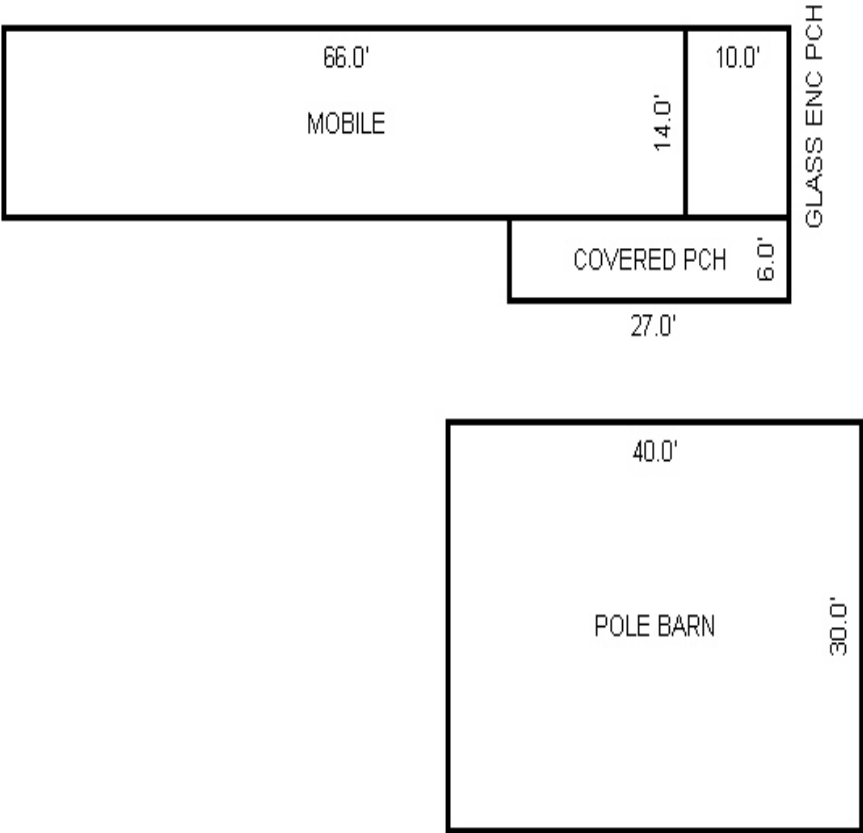 66.0'
10.0'
GLASS ENC PCH
MOBILE
14.0'
COVERED PCH
6.0'
27.0'
40.0'
POLE BARN
30.0'